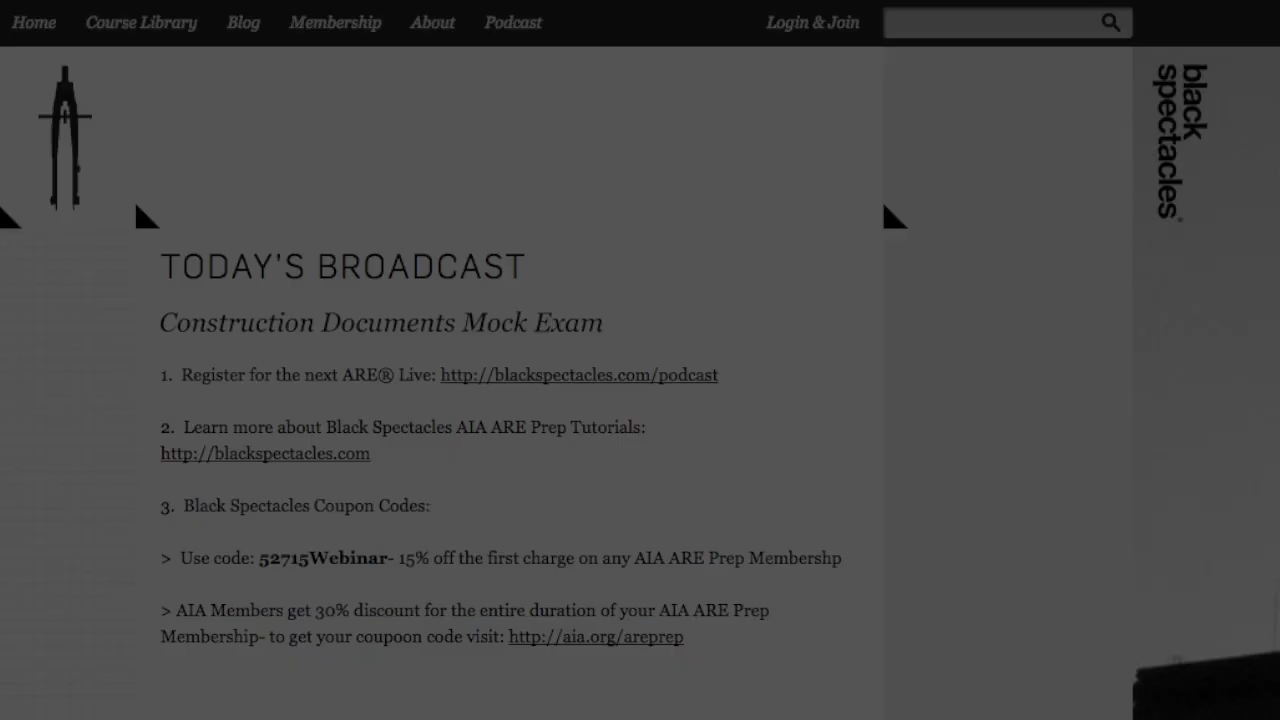 Home Course Library Blog Membership About Podcast Login & Join
black
spectacles®
TODAY'S BROADCAST
Construction Documents Mock Exam
1. Register for the next ARE® Live: http://blackspectacles.com/podcast
2. Learn more about Black Spectacles AIA ARE Prep Tutorials:
http://blackspectacles.com
3. Black Spectacles Coupon Codes:
> Use code: 52715Webinar- 15% off the first charge on any AIA ARE Prep Membershp
> AIA Members get 30% discount for the entire duration of your AIA ARE Prep
Membership- to get your coupoon code visit: http://aia.org/areprep